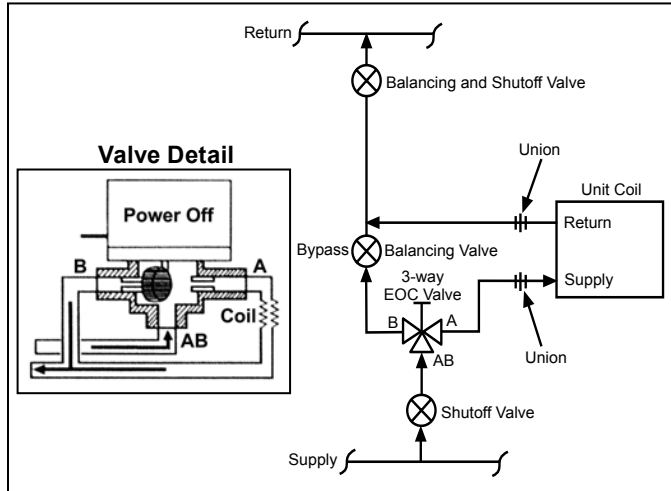 Return
Balancing and Shutoff Valve
Valve Detail
Union
Unit Coil
Power Off
Return
Bypass
Balancing Valve
B
A
3-way
EOC Valve
Supply
B
A
Coil
AB
AB
Union
Shutoff Valve
Supply